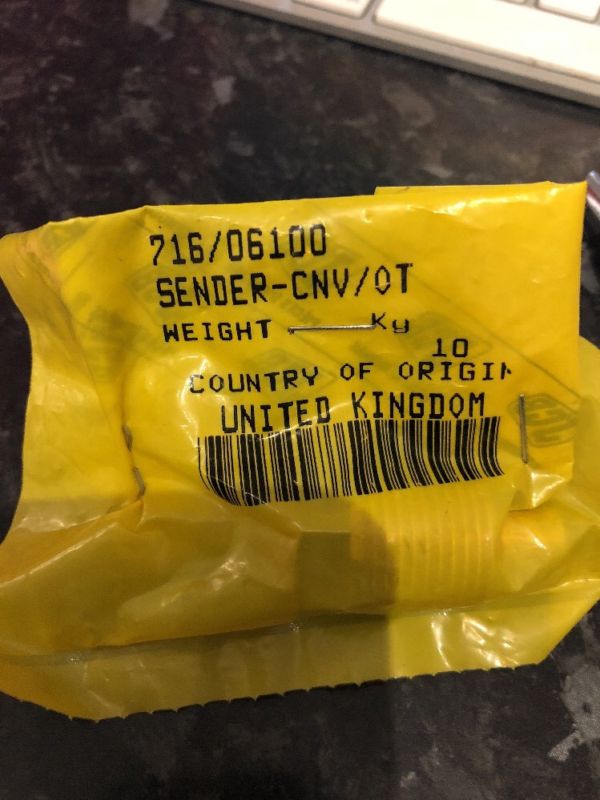 716/06100
SENDER-CNV/OT
WEIGHT Kg
10
COUNTRY OF ORIGIN
UNITED KINGDOM